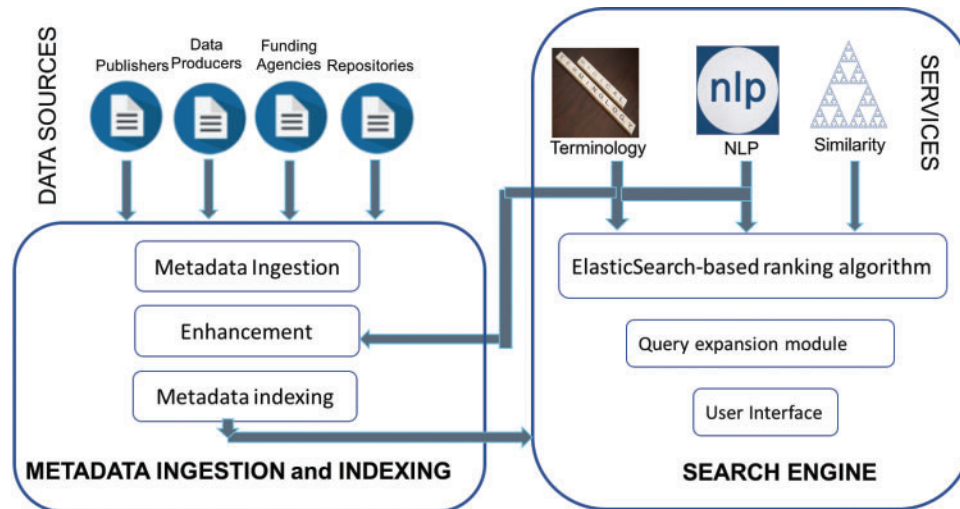 DATA SOURCES
Publishers
Data
Producers
Funding
Agencies
Repositories
Metadata Ingestion
Enhancement
Metadata indexing
METADATA INGESTION and INDEXING
TERMINOLOGY
nlp
Terminology
NLP
Similarity
SERVICES
ElasticSearch-based ranking algorithm
Query expansion module
User Interface
SEARCH ENGINE